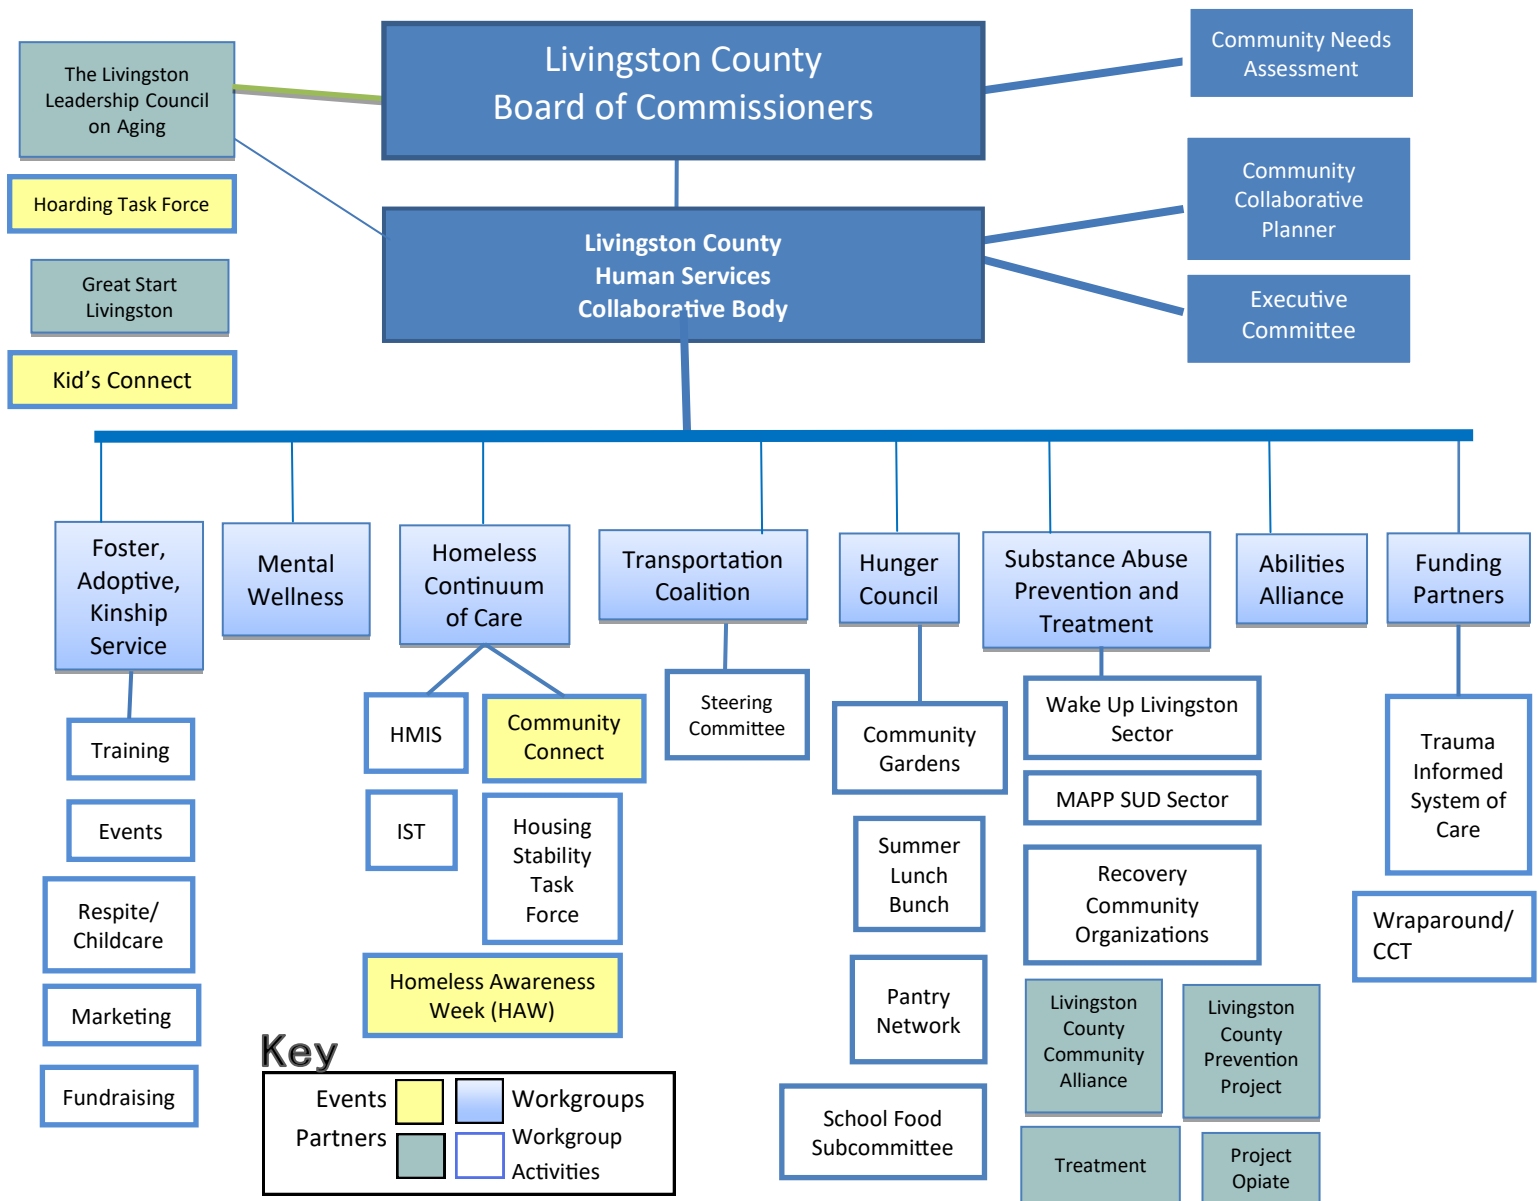 Livingston County
Board of Commissioners
Community Needs
Assessment
The Livingston
Leadership Council
on Aging
Hoarding Task Force
Community
Collaborative
Planner
Livingston County
Human Services
Collaborative Body
Great Start
Livingston
Executive
Committee
Kid's Connect
Foster,
Adoptive,
Kinship
Service
Mental
Wellness
Homeless
Continuum
of Care
Transportation
Coalition
Hunger
Council
Substance Abuse
Prevention and
Treatment
Abilities
Alliance
Funding
Partners
Training
Events
Respite/
Childcare
Marketing
Fundraising
HMIS
Community
Connect
IST
Housing
Stability
Task
Force
Homeless Awareness
Week (HAW)
Steering
Committee
Community
Gardens
Summer
Lunch
Bunch
Pantry
Network
School Food
Subcommittee
Wake Up Livingston
Sector
MAPP SUD Sector
Recovery
Community
Organizations
Livingston
County
Community
Alliance
Livingston
County
Prevention
Project
Treatment
Project
Opiate
Trauma
Informed
System of
Care
Wraparound/
CCT
Key
Events
Workgroups
Partners
Workgroup
Activities